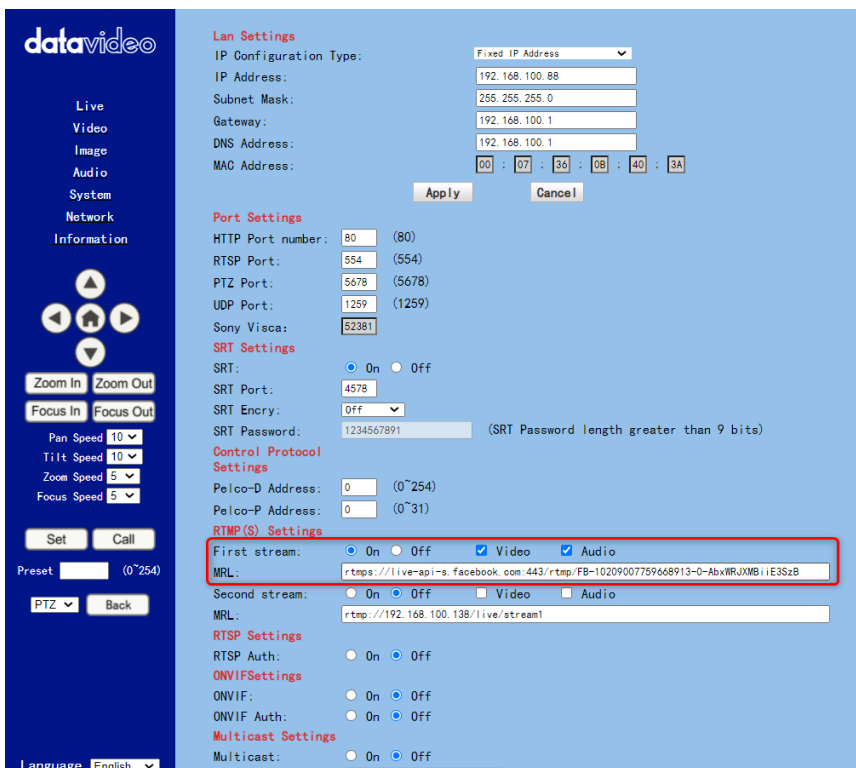 datavideo
Live
Video
Image
Audio
System
Network
Information
Zoom In Zoom Out
Focus In Focus Out
Pan Speed 10
Tilt Speed 10
Zoom Speed 5
Focus Speed 5
Set Call
Preset (0~254)
PTZ Back
Language English
Lan Settings
IP Configuration Type: Fixed IP Address
IP Address: 192.168.100.88
Subnet Mask: 255.255.255.0
Gateway: 192.168.100.1
DNS Address: 192.168.100.1
MAC Address: 00 : 07 : 36 : 0B : 40 : 3A
Apply Cancel
Port Settings
HTTP Port number: 80 (80)
RTSP Port: 554 (554)
PTZ Port: 5678 (5678)
UDP Port: 1259 (1259)
Sony Visca: 52381
SRT Settings
SRT: On Off
SRT Port: 4578
SRT Encry: Off
SRT Password: 1234567891 (SRT Password length greater than 9 bits)
Control Protocol
Settings
Pelco-D Address: 0 (0~254)
Pelco-P Address: 0 (0~31)
RTMP(S) Settings
First stream: On Off Video Audio
MRL: rtmps://live-api-s.facebook.com:443/rtmp/FB-10209007759668913-0-AbxWRJXMBiiE3SzB
Second stream: On Off Video Audio
MRL: rtmp://192.168.100.138/live/stream1
RTSP Settings
RTSP Auth: On Off
ONVIFSettings
ONVIF: On Off
ONVIF Auth: On Off
Multicast Settings
Multicast: On Off